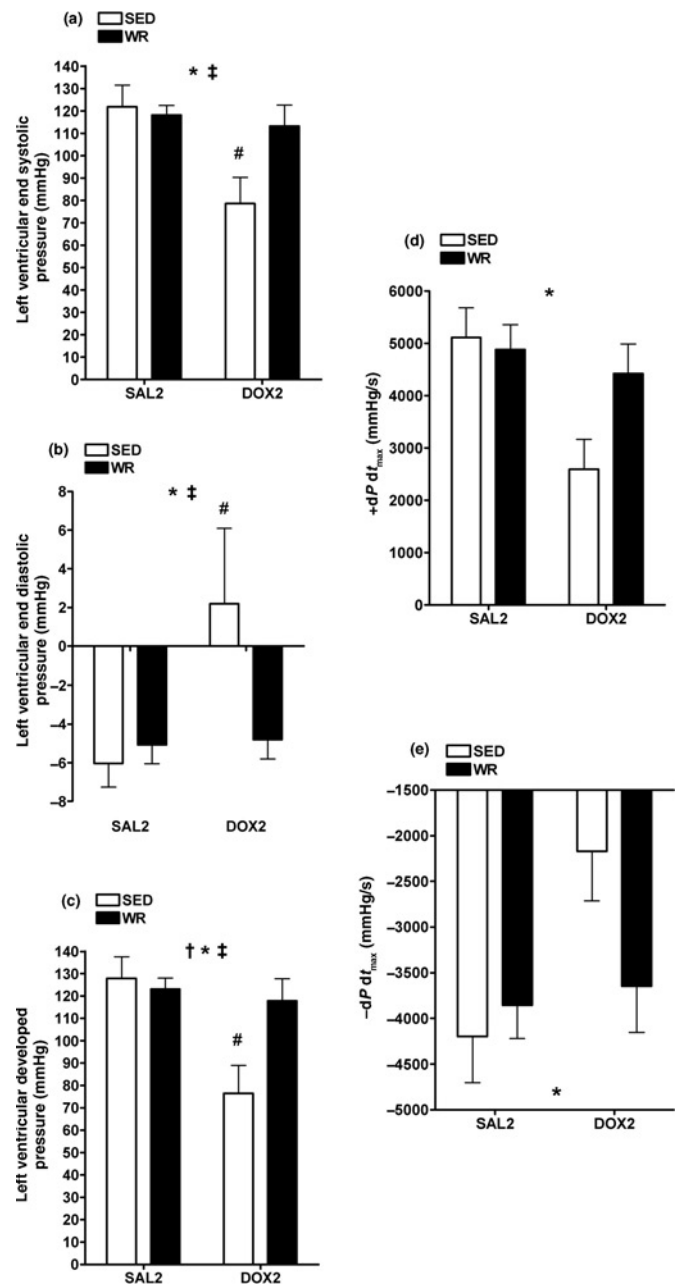 (a)
SED
WR
* ‡
#
140
130
120
110
100
90
80
70
60
50
40
30
20
10
0
Left ventricular end systolic
pressure (mmHg)
SAL2 DOX2
(b)
SED
WR
* ‡
#
8
6
4
2
0
–2
–4
–6
–8
Left ventricular end diastolic
pressure (mmHg)
SAL2 DOX2
(c)
SED
WR
† * ‡
#
140
130
120
110
100
90
80
70
60
50
40
30
20
10
0
Left ventricular developed
pressure (mmHg)
SAL2 DOX2
(d)
SED
WR
*
6000
5000
4000
3000
2000
1000
0
+dP dtmax (mmHg/s)
SAL2 DOX2
(e)
SED
WR
–1500
–2000
–2500
–3000
–3500
–4000
–4500
–5000
–dP dtmax (mmHg/s)
*
SAL2 DOX2